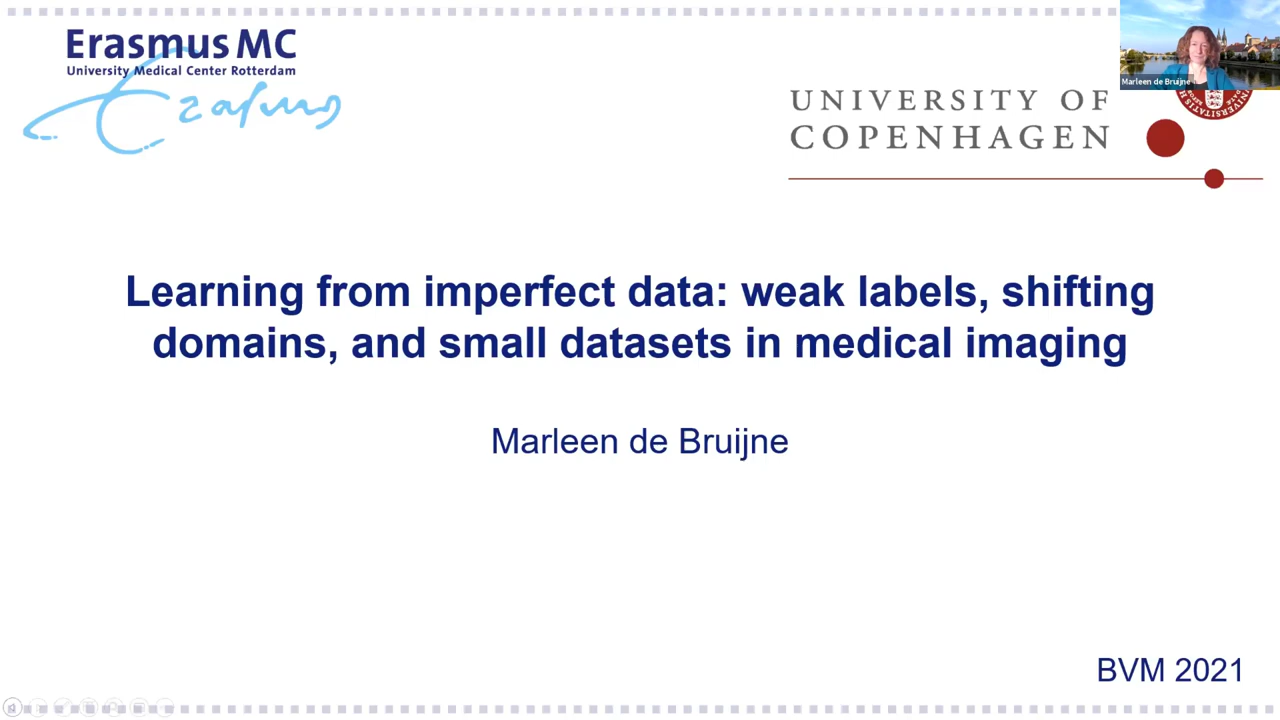 Erasmus MC
University Medical Center Rotterdam
Erasmus
UNIVERSITY OF
COPENHAGEN
Marleen de Bruijne
Learning from imperfect data: weak labels, shifting
domains, and small datasets in medical imaging
Marleen de Bruijne
BVM 2021